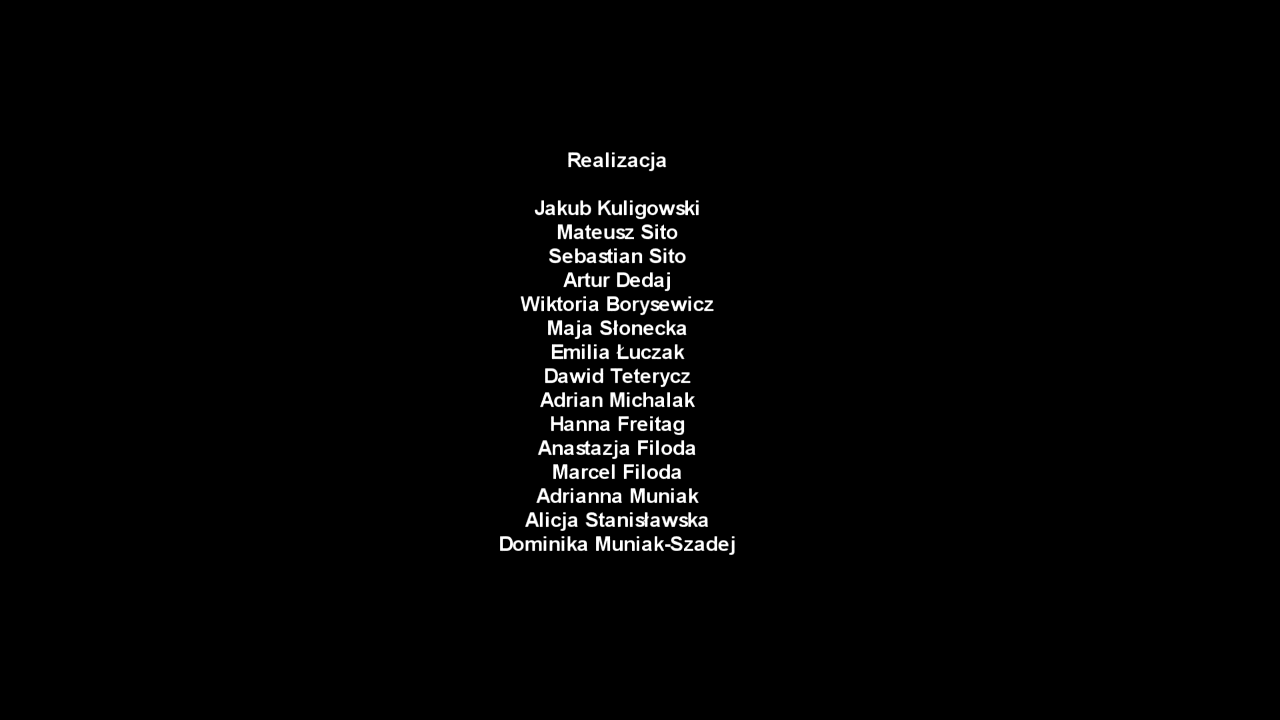 Realizacja
Jakub Kuligowski
Mateusz Sito
Sebastian Sito
Artur Dedaj
Wiktoria Borysewicz
Maja Słonecka
Emilia Łuczak
Dawid Teterycz
Adrian Michalak
Hanna Freitag
Anastazja Filoda
Marcel Filoda
Adrianna Muniak
Alicja Stanisławska
Dominika Muniak-Szadej